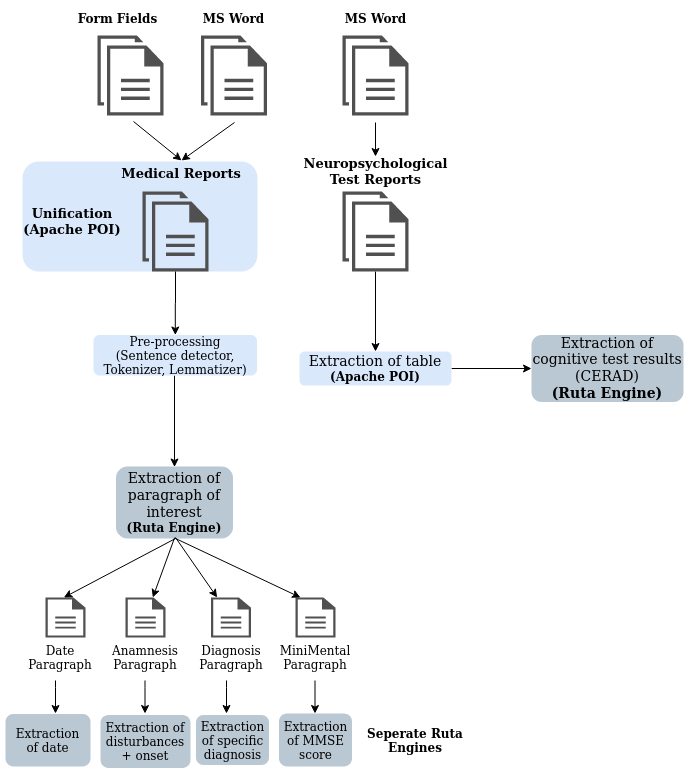 Form Fields
MS Word
MS Word
Medical Reports
Unification
(Apache POI)
Neuropsychological
Test Reports
Pre-processing
(Sentence detector,
Tokenizer, Lemmatizer)
Extraction of table
(Apache POI)
Extraction of
cognitive test results
(CERAD)
(Ruta Engine)
Extraction of
paragraph of
interest
(Ruta Engine)
Date
Paragraph
Anamnesis
Paragraph
Diagnosis
Paragraph
MiniMental
Paragraph
Extraction
of date
Extraction of
disturbances
+ onset
Extraction
of specific
diagnosis
Extraction
of MMSE
score
Seperate Ruta
Engines